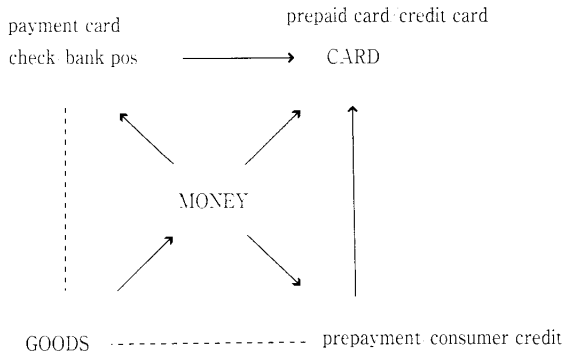 payment card
prepaid card credit card
check bank pos
CARD
MONEY
GOODS
prepayment consumer credit